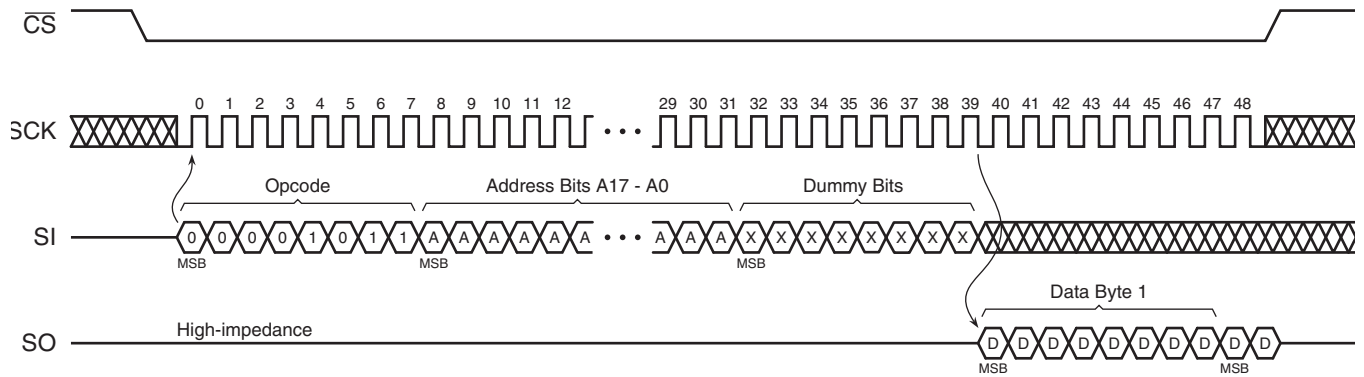 CS
0 1 2 3 4 5 6 7 8 9 10 11 12 29 30 31 32 33 34 35 36 37 38 39 40 41 42 43 44 45 46 47 48
SCK
Opcode Address Bits A17 - A0 Dummy Bits
SI 0 0 0 0 1 0 1 1 A A A A A A A A A X X X X X X X X
MSB MSB MSB
Data Byte 1
High-impedance
SO D D D D D D D D D D
MSB MSB